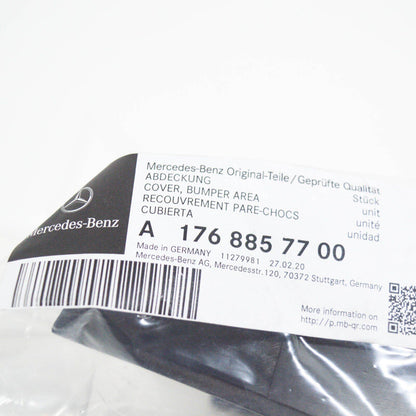 Mercedes-Benz Original-Teile/Geprüfte Qualität
ABDECKUNG Stück
COVER, BUMPER AREA unit
RECOUVREMENT PARE-CHOCS unité
CUBIERTA unidad
A 176 885 77 00
Made in GERMANY 11279981 27.02.20
Mercedes-Benz AG, Mercedesstr.120, 70372 Stuttgart, Germany
Mercedes-Benz
More information on
http://p.mb-qr.com